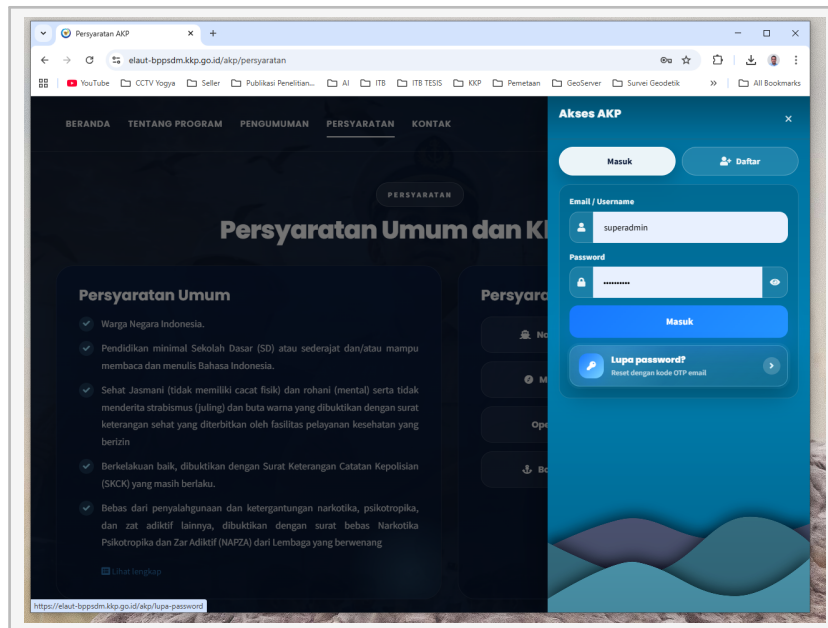 Persyaratan AKP
elaut-bppsdm.kkp.go.id/akp/persyaratan
YouTube CCTV Yogya Seller Publikasi Penelitian... AI ITB ITB TESIS KKP Pemetaan GeoServer Survei Geodetik All Bookmarks
BERANDA TENTANG PROGRAM PENGUMUMAN PERSYARATAN KONTAK
PERSYARATAN
Persyaratan Umum dan Kh
Persyaratan Umum
Warga Negara Indonesia.
Pendidikan minimal Sekolah Dasar (SD) atau sederajat dan/atau mampu
membaca dan menulis Bahasa Indonesia.
Sehat Jasmani (tidak memiliki cacat fisik) dan rohani (mental) serta tidak
menderita strabismus (juling) dan buta warna yang dibuktikan dengan surat
keterangan sehat yang diterbitkan oleh fasilitas pelayanan kesehatan yang
berizin
Berkelakuan baik, dibuktikan dengan Surat Keterangan Catatan Kepolisian
(SKCK) yang masih berlaku.
Bebas dari penyalahgunaan dan ketergantungan narkotika, psikotropika,
dan zat adiktif lainnya, dibuktikan dengan surat bebas Narkotika
Psikotropika dan Zar Adiktif (NAPZA) dari Lembaga yang berwenang
Lihat lengkap
Persyara
Na
M
Ope
Bo
Akses AKP
Masuk
Daftar
Email / Username
superadmin
Password
Masuk
Lupa password?
Reset dengan kode OTP email
https://elaut-bppsdm.kkp.go.id/akp/lupa-password